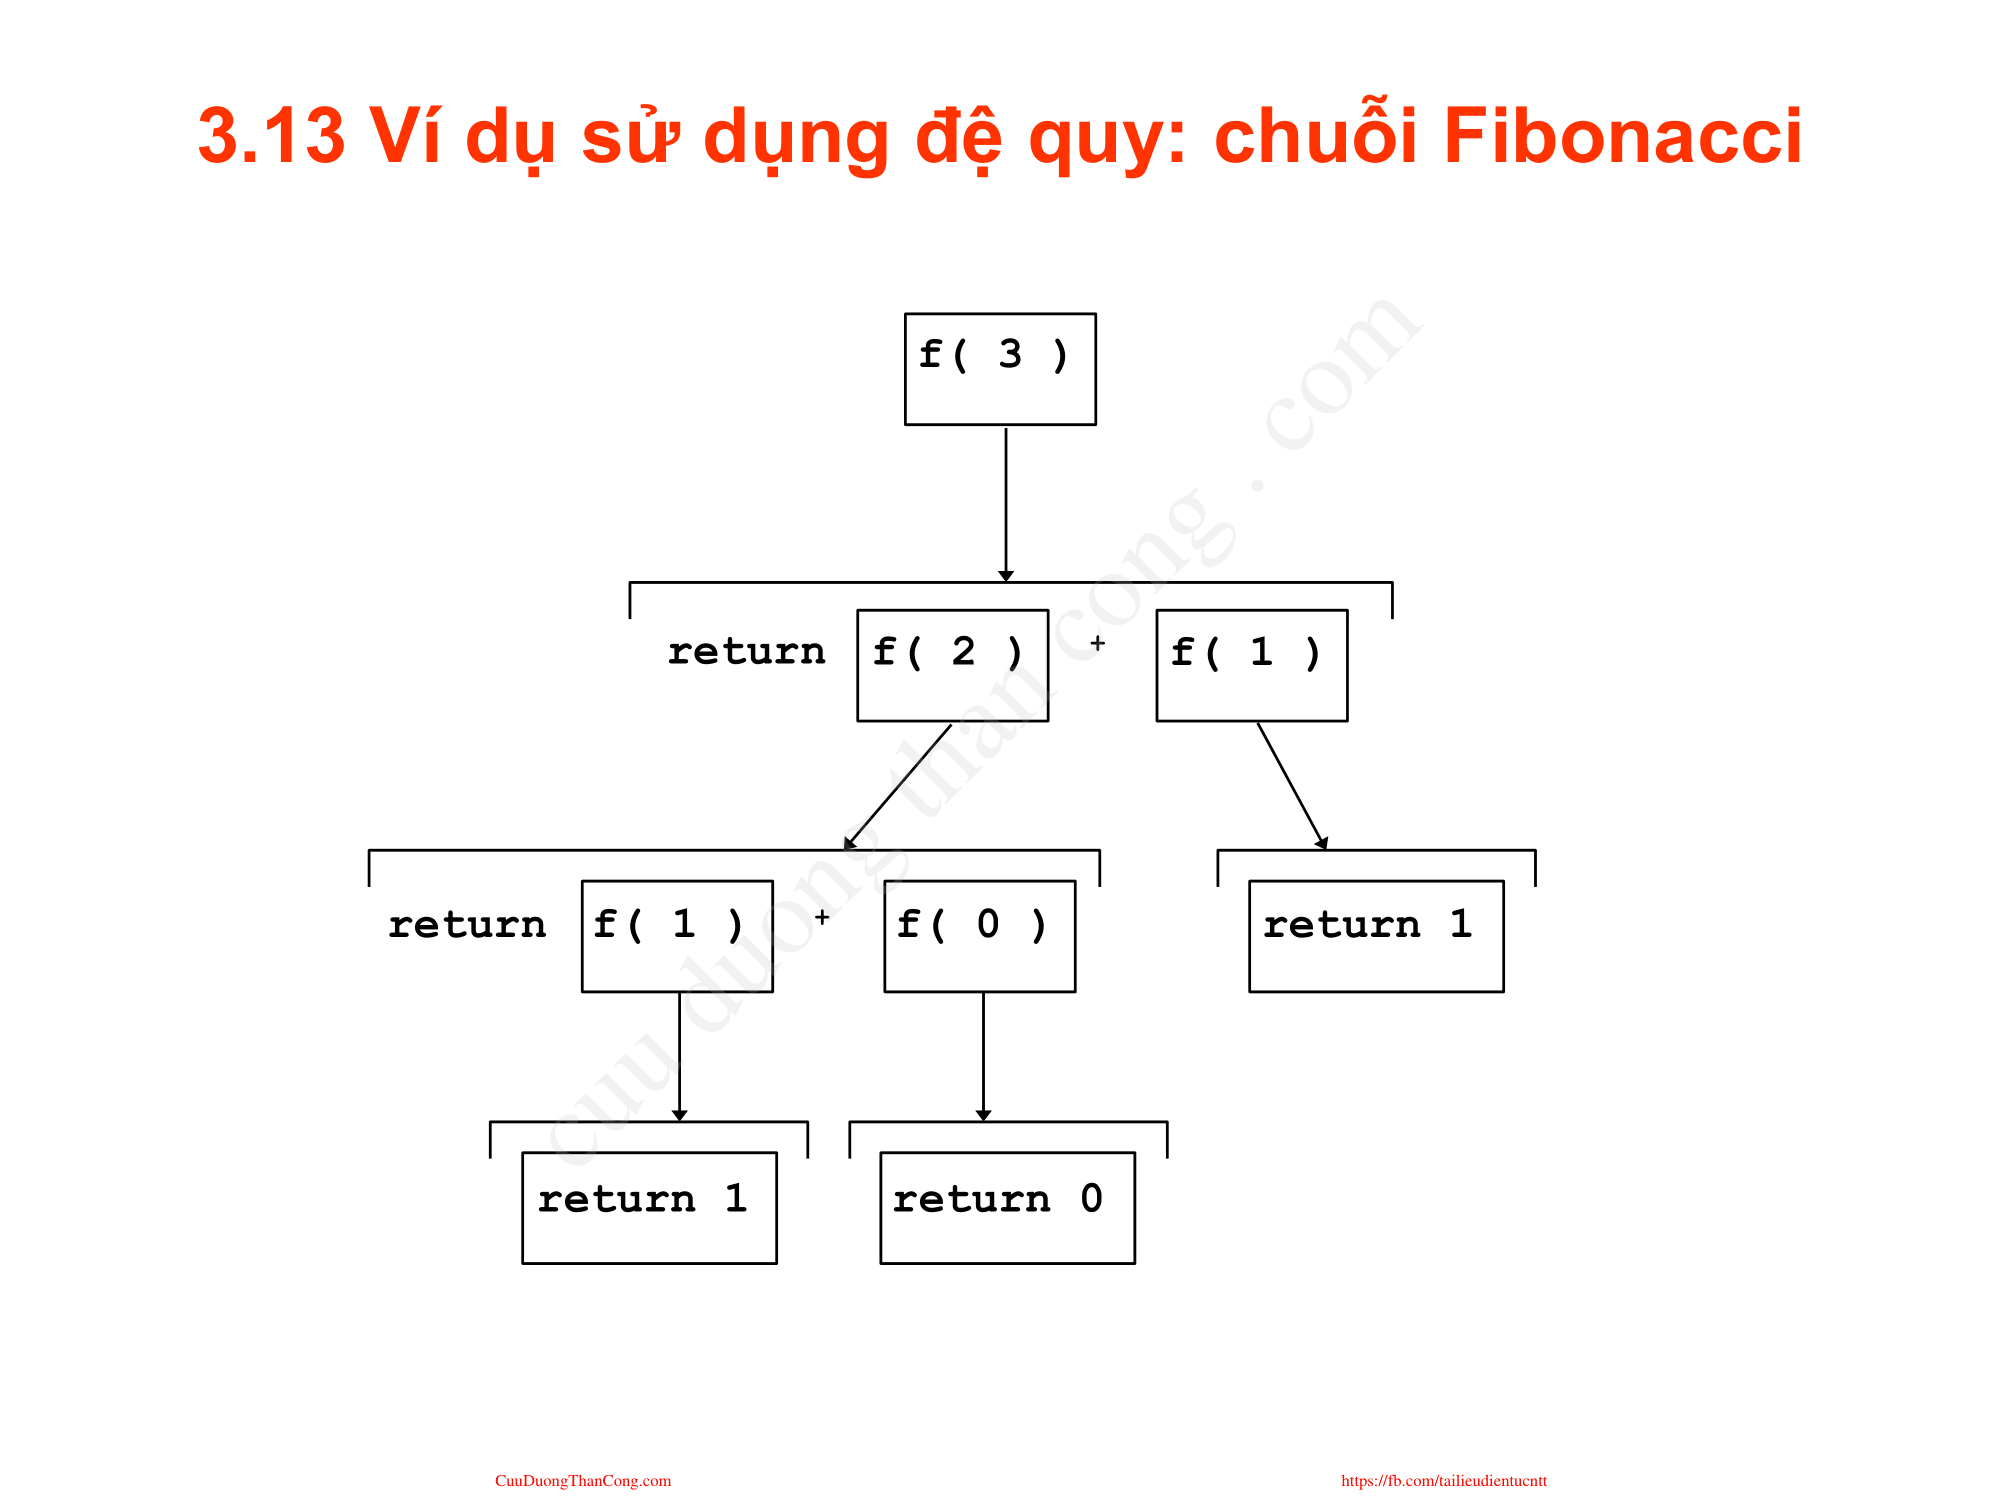 3.13 Ví dụ sử dụng đệ quy: chuỗi Fibonacci
f( 3 )
return f( 2 ) + f( 1 )
return f( 1 ) + f( 0 ) return 1
return 1 return 0
cuu duong than cong . com
CuuDuongThanCong.com https://fb.com/tailieudientucntt